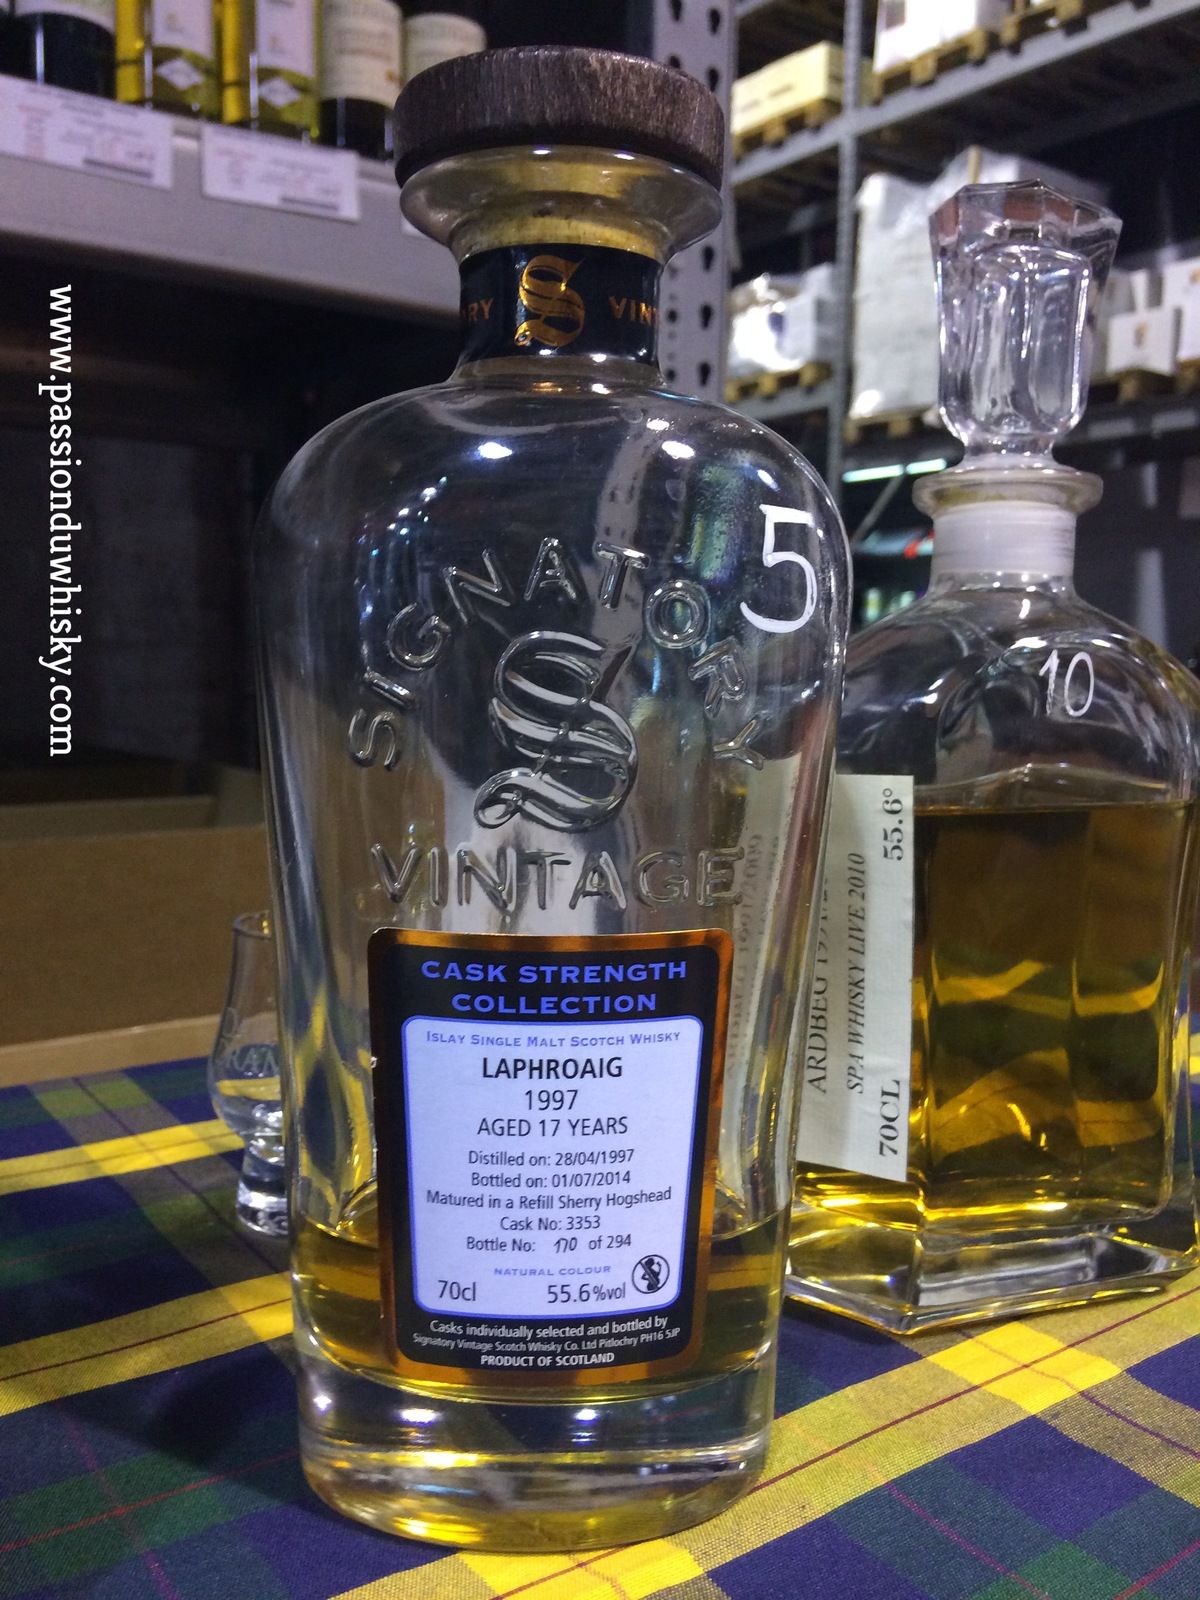 www.passionduwhisky.com
VIN
5
SIGNATORY
S
VINTAGE
CASK STRENGTH
COLLECTION
ISLAY SINGLE MALT SCOTCH WHISKY
LAPHROAIG
1997
AGED 17 YEARS
Distilled on: 28/04/1997
Bottled on: 01/07/2014
Matured in a Refill Sherry Hogshead
Cask No: 3353
Bottle No: 170 of 294
NATURAL COLOUR
70cl 55.6%vol
Casks individually selected and bottled by
Signatory Vintage Scotch Whisky Co. Ltd Pitlochry PH16 5JP
PRODUCT OF SCOTLAND
10
ARDBEG
SPA WHISKY LIVE 2010
70CL 55.6°